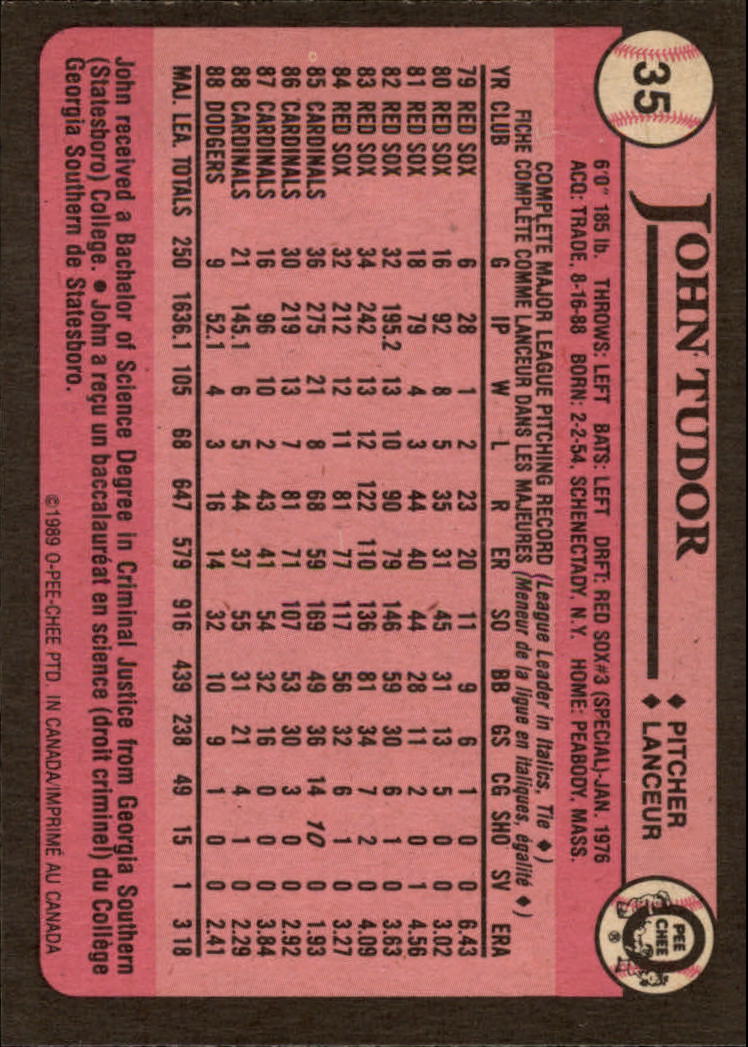 35
JOHN TUDOR
♦ PITCHER
♦ LANCEUR
O PEE CHEE ®
6'0" 185 lb. THROWS: LEFT BATS: LEFT DRFT: RED SOX#3 (SPECIAL)-JAN. 1976
ACQ: TRADE, 8-16-88 BORN: 2-2-54, SCHENECTADY, N.Y. HOME: PEABODY, MASS.
COMPLETE MAJOR LEAGUE PITCHING RECORD (League Leader in Italics. Tie ♦)
FICHE COMPLÈTE COMME LANCEUR DANS LES MAJEURES (Meneur de la ligue en italiques, égalité ♦)
YR CLUB G IP W L R ER SO BB GS CG SHO SV ERA
79 RED SOX 6 28 1 2 23 20 11 9 6 1 0 0 6.43
80 RED SOX 16 92 8 5 35 31 45 31 13 5 0 0 3.02
81 RED SOX 18 79 4 3 44 40 44 28 11 2 0 1 4.56
82 RED SOX 32 195.2 13 10 90 79 146 59 30 6 1 0 3.63
83 RED SOX 34 242 13 12 122 110 136 81 34 7 2 0 4.09
84 RED SOX 32 212 12 11 81 77 117 56 32 6 1 0 3.27
85 CARDINALS 36 275 21 8 68 59 169 49 36 14 10 0 1.93
86 CARDINALS 30 219 13 7 81 71 107 53 30 3 0 0 2.92
87 CARDINALS 16 96 10 2 43 41 54 32 16 0 0 0 3.84
88 CARDINALS 21 145.1 6 5 44 37 55 31 21 4 1 0 2.29
88 DODGERS 9 52.1 4 3 16 14 32 10 9 1 0 0 2.41
MAJ. LEA. TOTALS 250 1636.1 105 68 647 579 916 439 238 49 15 1 3 18
John received a Bachelor of Science Degree in Criminal Justice from Georgia Southern
(Statesboro) College. ● John a reçu un baccalauréat en science (droit criminel) du Collège
Georgia Southern de Statesboro.
©1989 O-PEE-CHEE PTD. IN CANADA/IMPRIMÉ AU CANADA